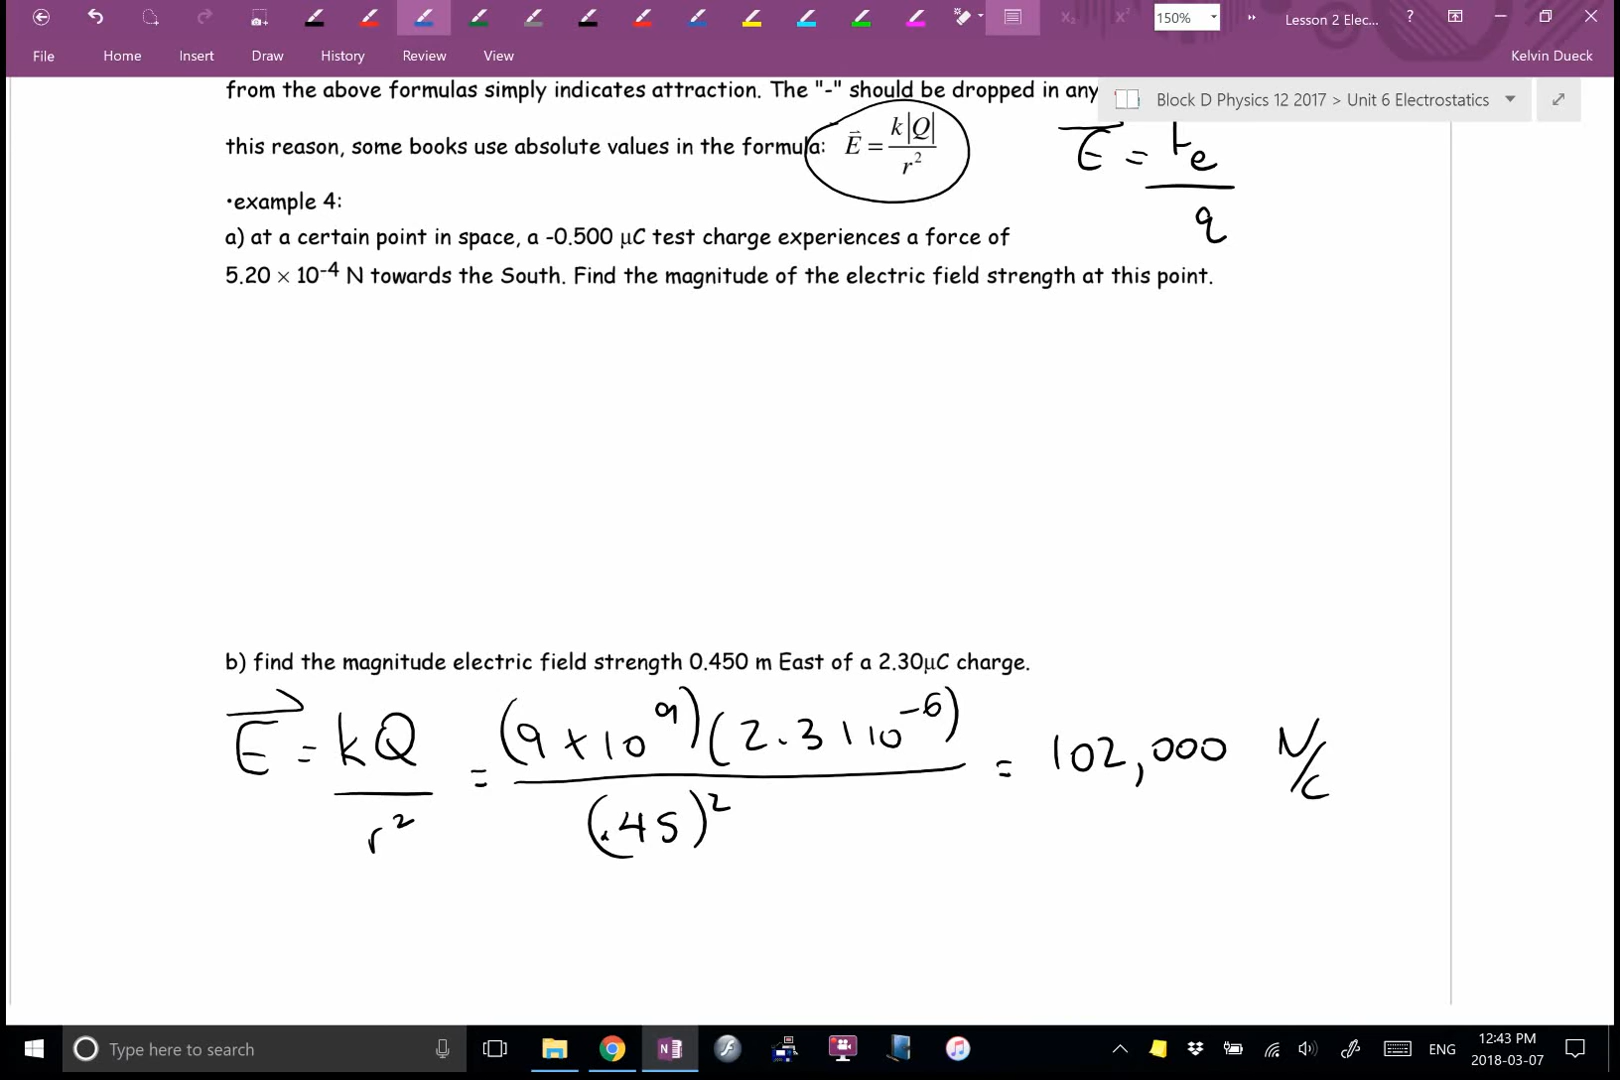 150%
Lesson 2 Elec...
?
File Home Insert Draw History Review View
Kelvin Dueck
from the above formulas simply indicates attraction. The "-" should be dropped in any
Block D Physics 12 2017 > Unit 6 Electrostatics
this reason, some books use absolute values in the formula: E = k|Q| / r²
E = Fe / q
•example 4:
a) at a certain point in space, a -0.500 μC test charge experiences a force of
5.20 × 10⁻⁴ N towards the South. Find the magnitude of the electric field strength at this point.
b) find the magnitude electric field strength 0.450 m East of a 2.30μC charge.
E = kQ / r² = (9 × 10⁹)(2.3 | 10⁻⁶) / (.45)² = 102,000 N/C
Type here to search
ENG
12:43 PM
2018-03-07